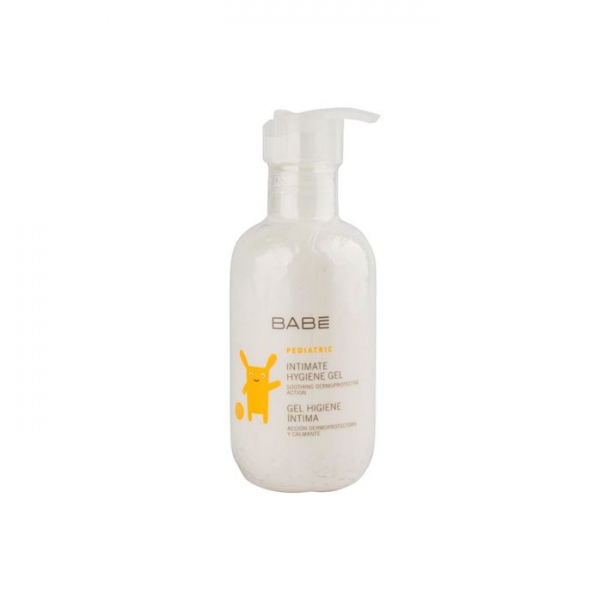 BABĒ
PEDIATRIC
INTIMATE
HYGIENE GEL
SOOTHING DERMOPROTECTIVE
ACTION
GEL HIGIENE
ÍNTIMA
ACCIÓN DERMOPROTECTORA
Y CALMANTE